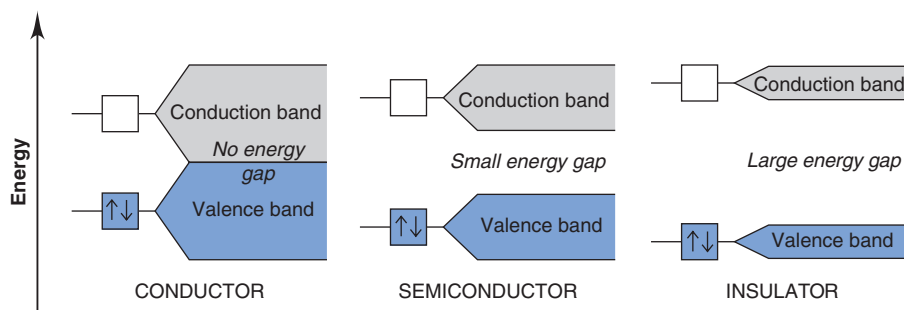 Energy
Conduction band
No energy
gap
Valence band
CONDUCTOR
Conduction band
Small energy gap
↑↓ Valence band
SEMICONDUCTOR
Conduction band
Large energy gap
↑↓ Valence band
INSULATOR